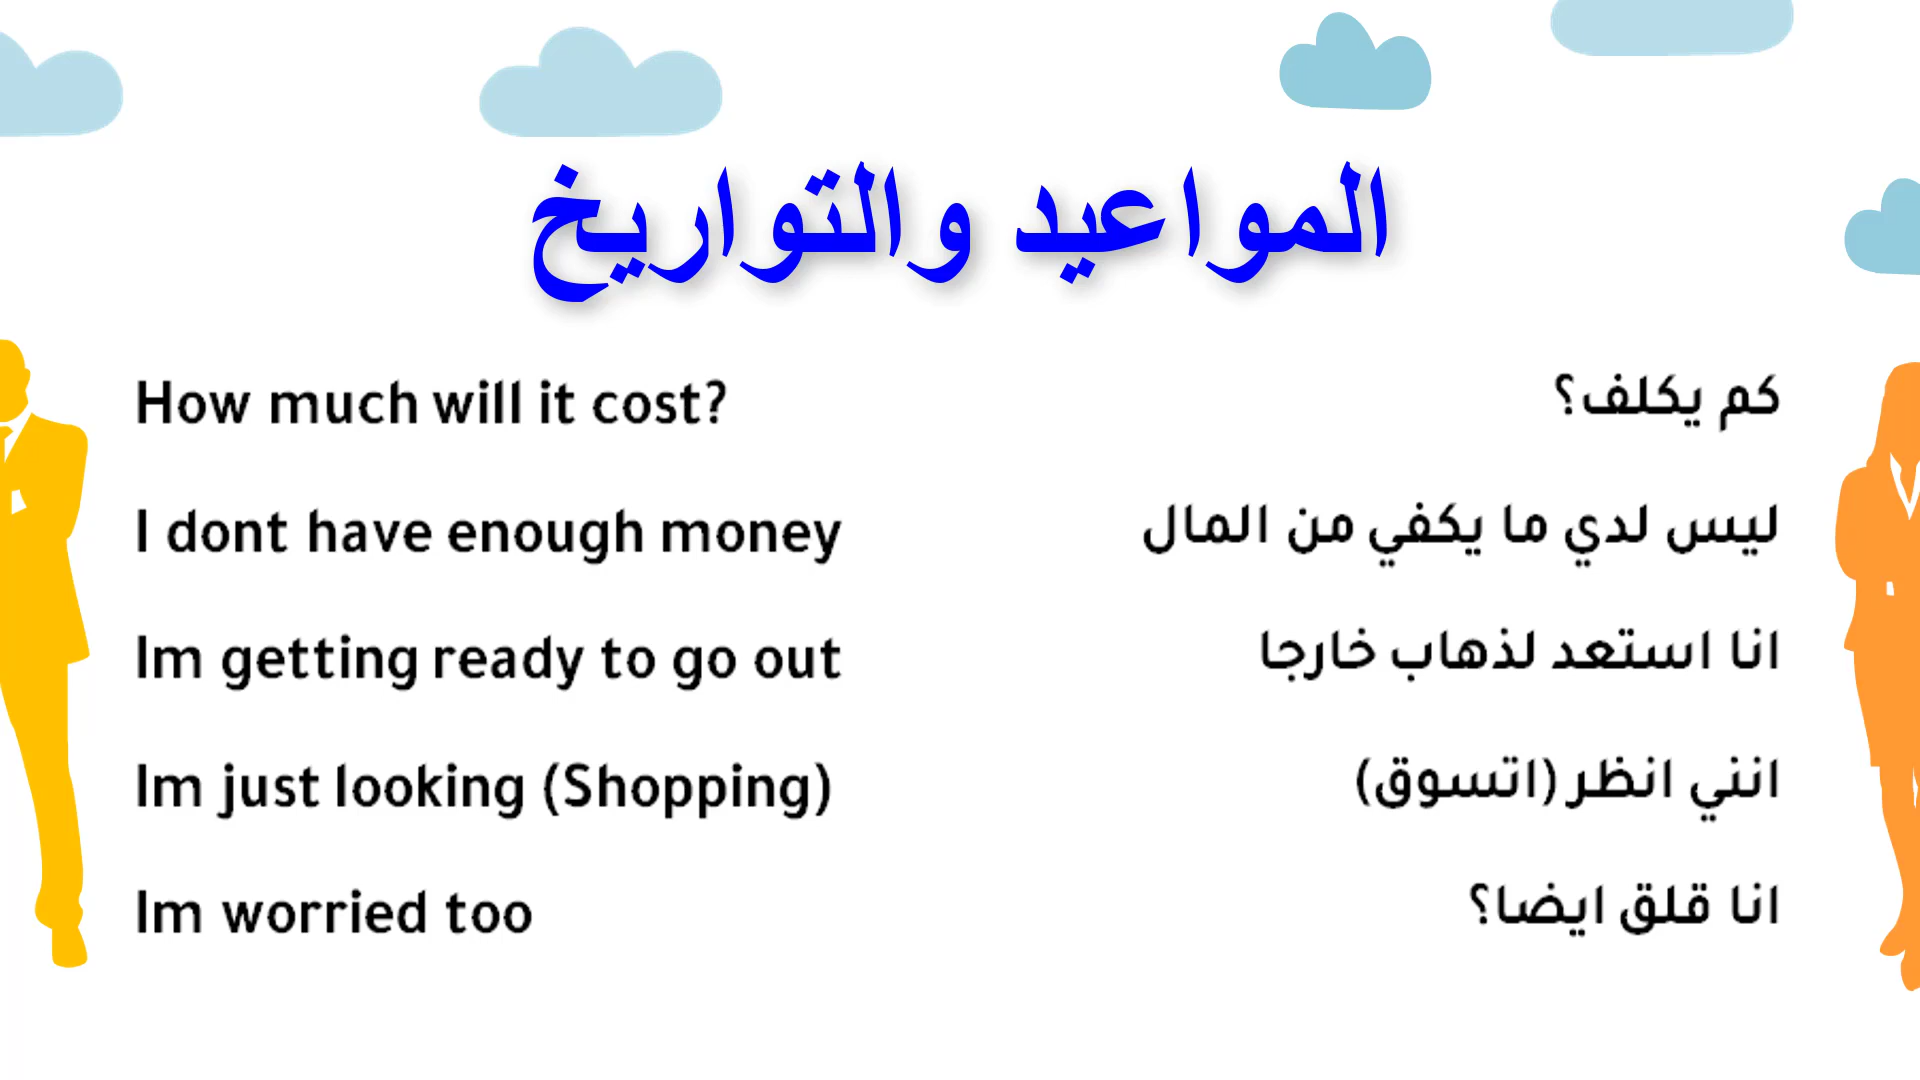 المواعيد والتواريخ
How much will it cost? كم يكلف؟
I dont have enough money ليس لدي ما يكفي من المال
Im getting ready to go out انا استعد لذهاب خارجا
Im just looking (Shopping) انني انظر (اتسوق)
Im worried too انا قلق ايضا؟